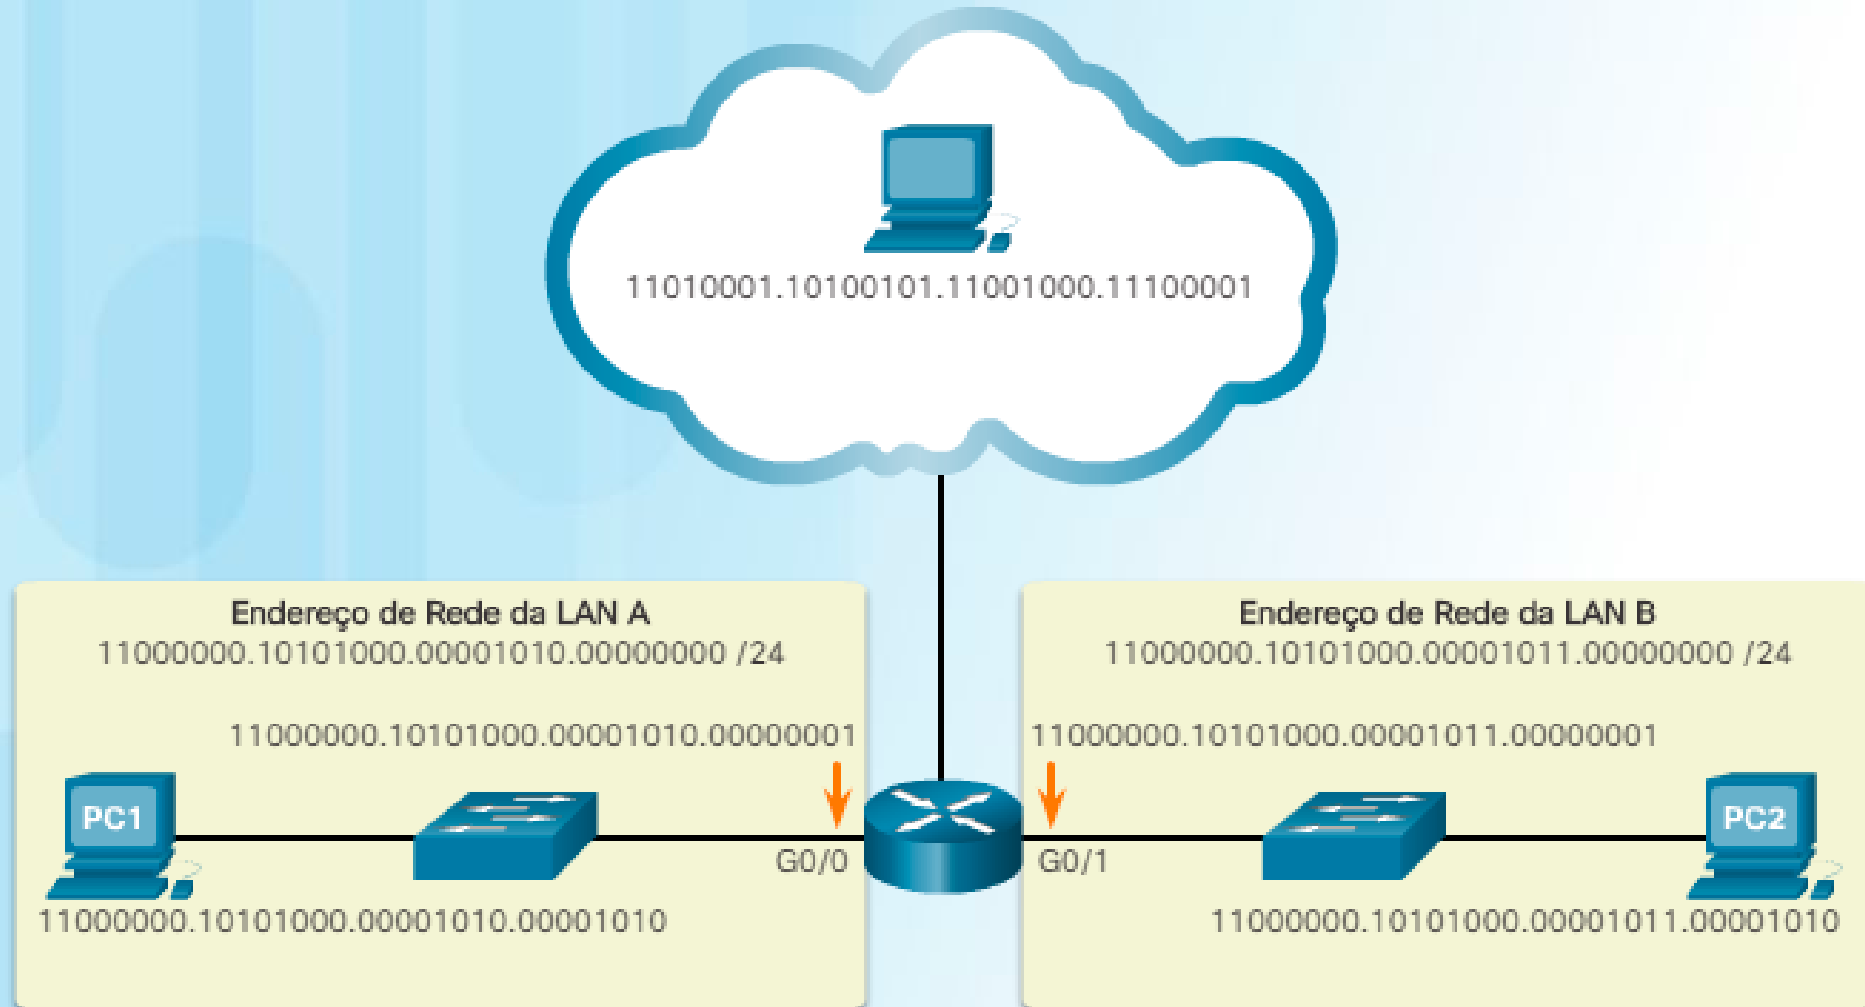 11010001.10100101.11001000.11100001
Endereço de Rede da LAN A
11000000.10101000.00001010.00000000 /24
11000000.10101000.00001010.00000001
PC1
G0/0
11000000.10101000.00001010.00001010
Endereço de Rede da LAN B
11000000.10101000.00001011.00000000 /24
11000000.10101000.00001011.00000001
G0/1
PC2
11000000.10101000.00001011.00001010